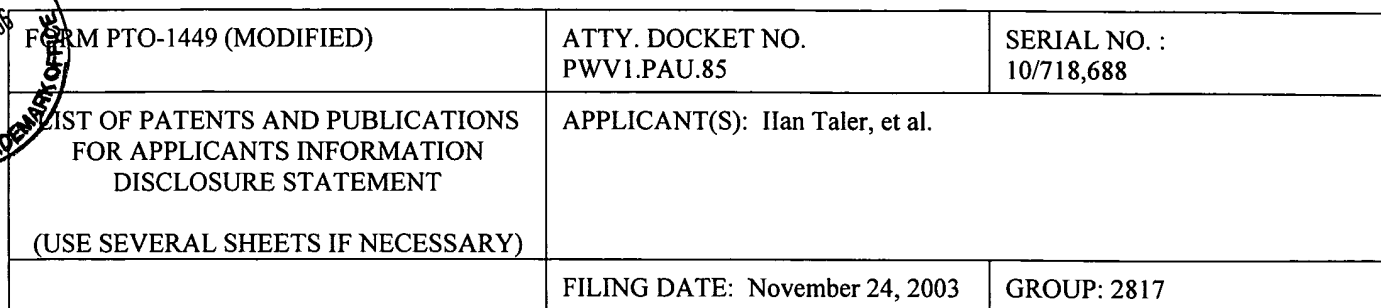 FORM PTO-1449 (MODIFIED)
ATTY. DOCKET NO.
PWV1.PAU.85
SERIAL NO. :
10/718,688
LIST OF PATENTS AND PUBLICATIONS
FOR APPLICANTS INFORMATION
DISCLOSURE STATEMENT
(USE SEVERAL SHEETS IF NECESSARY)
APPLICANT(S): IIan Taler, et al.
FILING DATE: November 24, 2003
GROUP: 2817